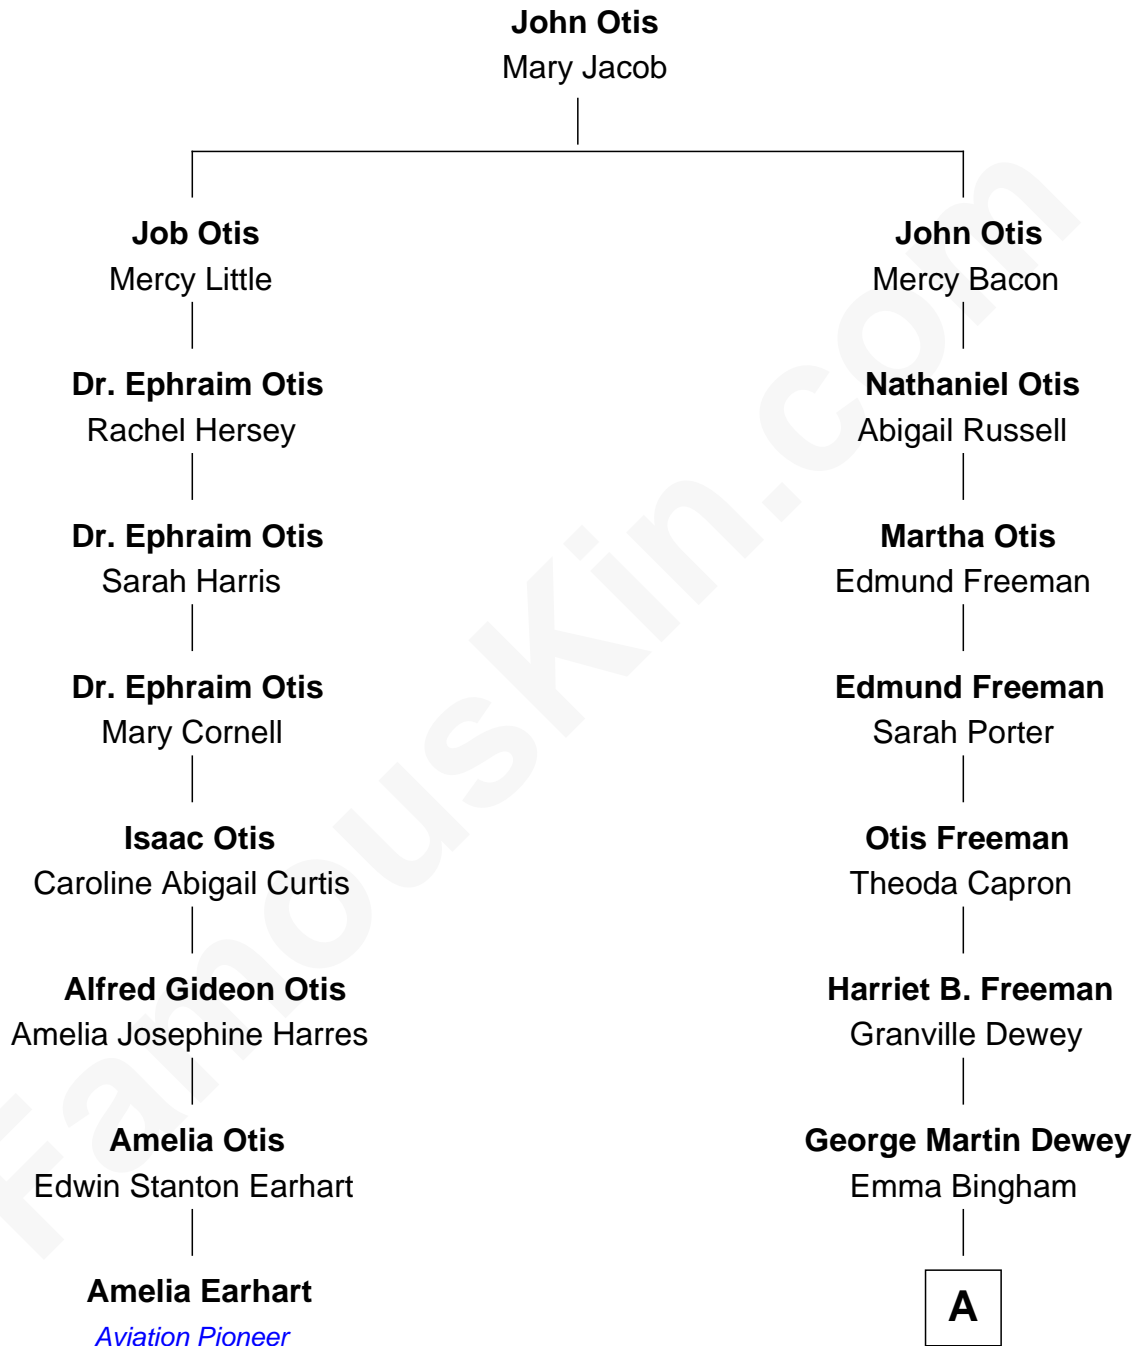 John Otis
Mary Jacob
Job Otis
Mercy Little
John Otis
Mercy Bacon
Dr. Ephraim Otis
Rachel Hersey
Nathaniel Otis
Abigail Russell
Dr. Ephraim Otis
Sarah Harris
Martha Otis
Edmund Freeman
Dr. Ephraim Otis
Mary Cornell
Edmund Freeman
Sarah Porter
Isaac Otis
Caroline Abigail Curtis
Otis Freeman
Theoda Capron
Alfred Gideon Otis
Amelia Josephine Harres
Harriet B. Freeman
Granville Dewey
Amelia Otis
Edwin Stanton Earhart
George Martin Dewey
Emma Bingham
Amelia Earhart
Aviation Pioneer
A
FamousKin.com